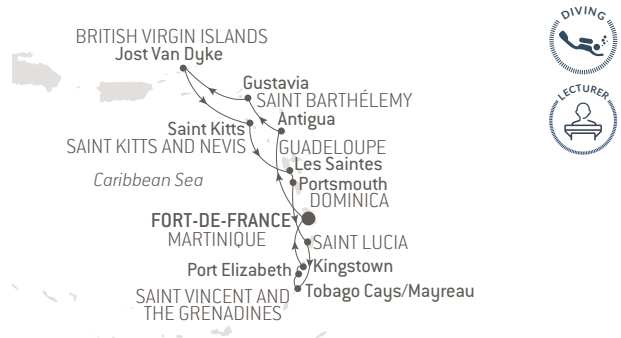 BRITISH VIRGIN ISLANDS
Jost Van Dyke
Gustavia
SAINT BARTHÉLEMY
Antigua
Saint Kitts
SAINT KITTS AND NEVIS
GUADELOUPE
Les Saintes
Caribbean Sea
Portsmouth
DOMINICA
FORT-DE-FRANCE
MARTINIQUE
SAINT LUCIA
Port Elizabeth
Kingstown
Tobago Cays/Mayreau
SAINT VINCENT AND
THE GRENADINES
DIVING
LECTURER